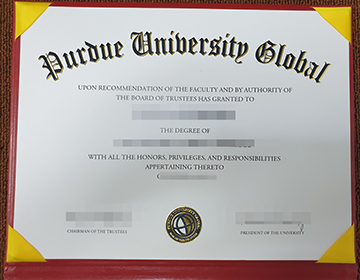 Purdue University Global
UPON RECOMMENDATION OF THE FACULTY AND BY AUTHORITY OF
THE BOARD OF TRUSTEES HAS GRANTED TO
THE DEGREE OF
WITH ALL THE HONORS, PRIVILEGES, AND RESPONSIBILITIES
APPERTAINING THERETO
CHAIRMAN OF THE TRUSTEES
PRESIDENT OF THE UNIVERSITY